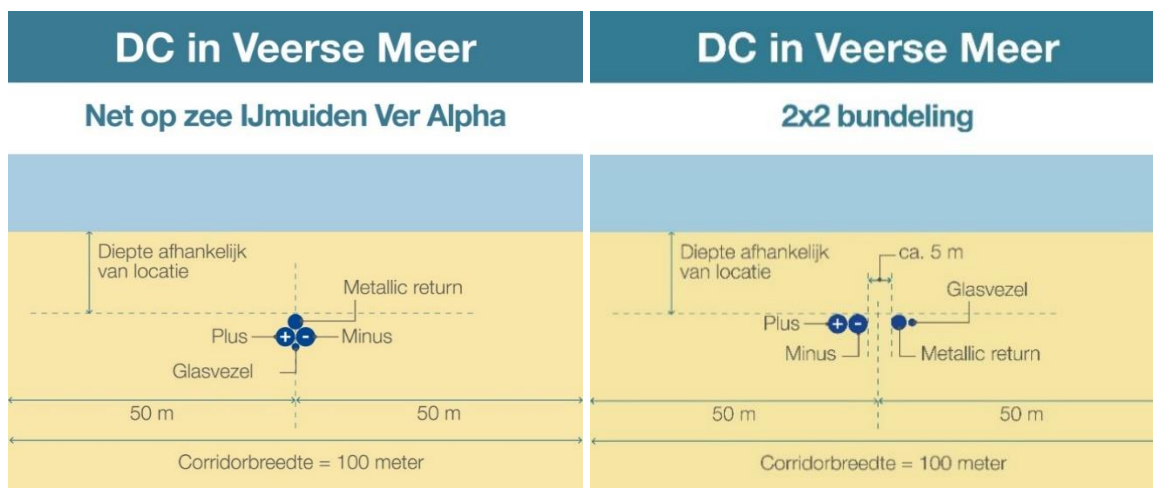 DC in Veerse Meer
Net op zee IJmuiden Ver Alpha
Diepte afhankelijk
van locatie
Metallic return
Plus
+
-
Minus
Glasvezel
50 m
50 m
Corridorbreedte = 100 meter
DC in Veerse Meer
2x2 bundeling
Diepte afhankelijk
van locatie
ca. 5 m
Glasvezel
Plus
+
-
Minus
Metallic return
50 m
50 m
Corridorbreedte = 100 meter